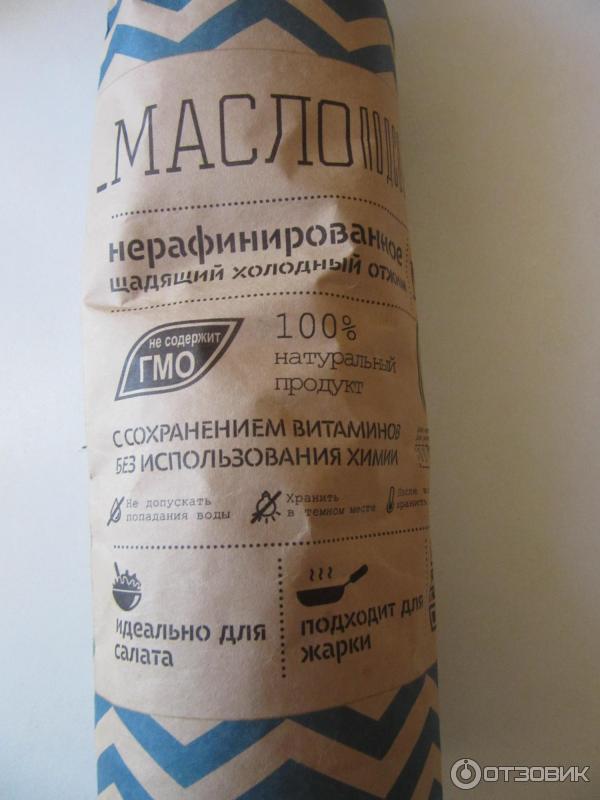 МАСЛО
нерафинированное
щадящий холодный отжим
не содержит
ГМО
100%
натуральный
продукт
С СОХРАНЕНИЕМ ВИТАМИНОВ
БЕЗ ИСПОЛЬЗОВАНИЯ ХИМИИ
Не допускать
попадания воды
Хранить
в темном месте
идеально для
салата
подходит для
жарки
ОТЗОВИК